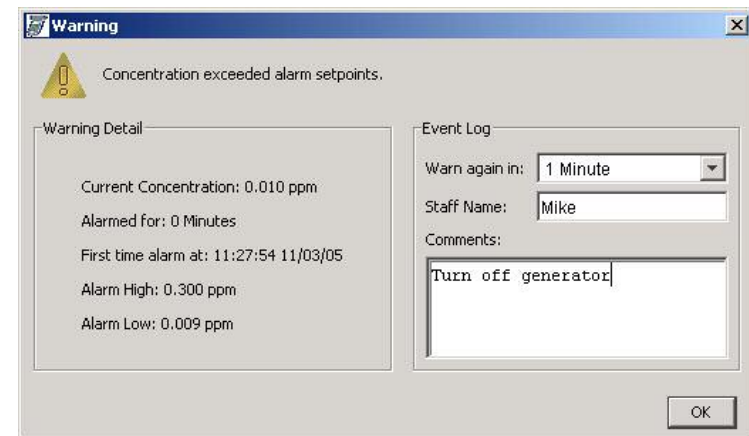 Warning
Concentration exceeded alarm setpoints.
Warning Detail
Current Concentration: 0.010 ppm
Alarmed for: 0 Minutes
First time alarm at: 11:27:54 11/03/05
Alarm High: 0.300 ppm
Alarm Low: 0.009 ppm
Event Log
Warn again in: 1 Minute
Staff Name: Mike
Comments:
Turn off generator
OK